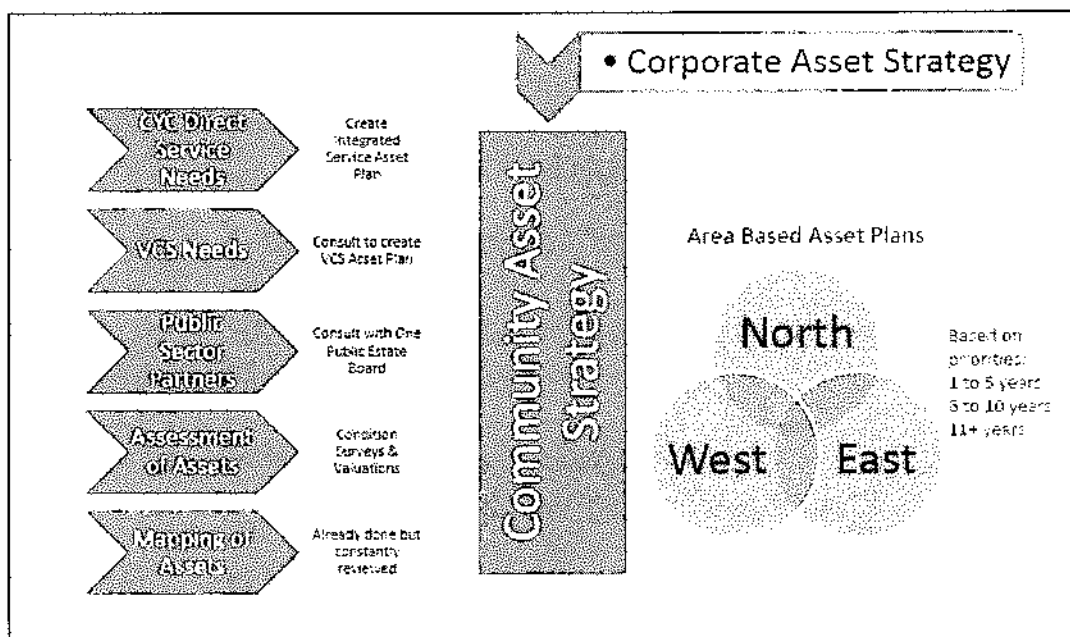 • Corporate Asset Strategy
CYC Direct
Service
Needs
Create
Integrated
Service Asset
Plan
VCS Needs
Consult to create
VCS Asset Plan
Public
Sector
Partners
Consult with One
Public Estate
Board
Assessment
of Assets
Condition
Surveys &
Valuations
Mapping of
Assets
Already done but
constantly
reviewed
Community Asset
Strategy
Area Based Asset Plans
North
West
East
Based on
priorities:
1 to 5 years
6 to 10 years
11+ years